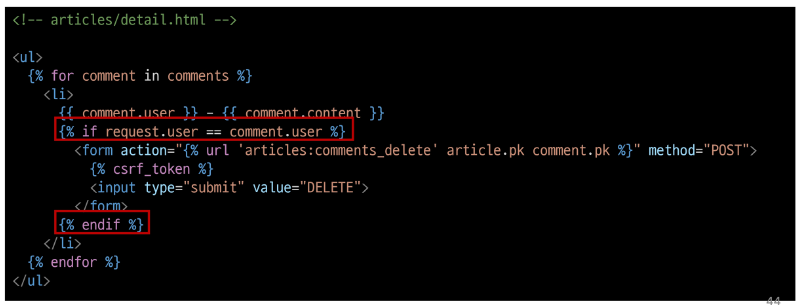 <!-- articles/detail.html -->
<ul>
{% for comment in comments %}
<li>
{{ comment.user }} - {{ comment.content }}
{% if request.user == comment.user %}
<form action="{% url 'articles:comments_delete' article.pk comment.pk %}" method="POST">
{% csrf_token %}
<input type="submit" value="DELETE">
</form>
{% endif %}
</li>
{% endfor %}
</ul>
44